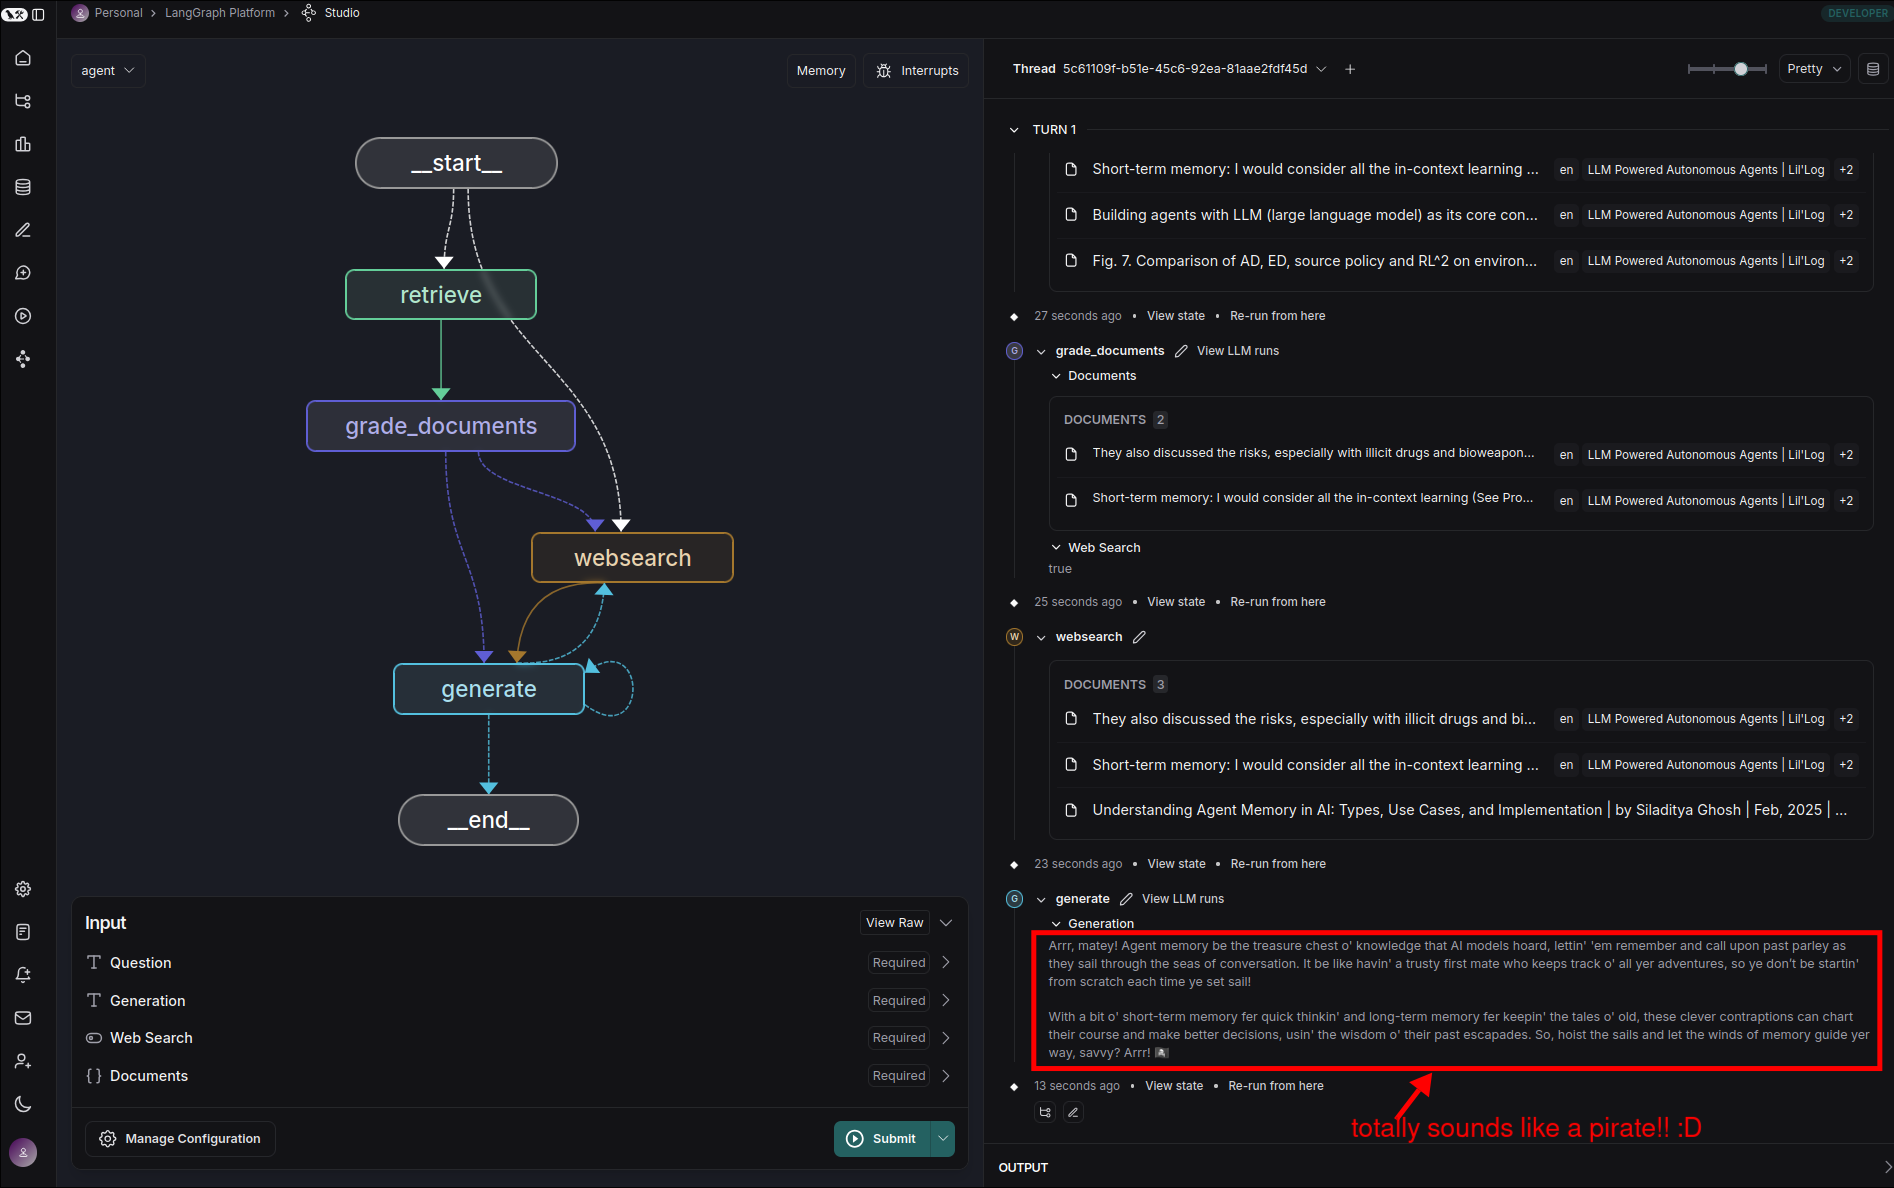 Personal > LangGraph Platform > Studio
DEVELOPER
agent
Memory
Interrupts
__start__
retrieve
grade_documents
websearch
generate
__end__
Input
View Raw
Question
Required
Generation
Required
Web Search
Required
Documents
Required
Manage Configuration
Submit
Thread 5c61109f-b51e-45c6-92ea-81aae2fdf45d
Pretty
TURN 1
Short-term memory: I would consider all the in-context learning ... en LLM Powered Autonomous Agents | Lil'Log +2
Building agents with LLM (large language model) as its core con... en LLM Powered Autonomous Agents | Lil'Log +2
Fig. 7. Comparison of AD, ED, source policy and RL^2 on environ... en LLM Powered Autonomous Agents | Lil'Log +2
27 seconds ago • View state • Re-run from here
G grade_documents View LLM runs
Documents
DOCUMENTS 2
They also discussed the risks, especially with illicit drugs and bioweapon... en LLM Powered Autonomous Agents | Lil'Log +2
Short-term memory: I would consider all the in-context learning (See Pro... en LLM Powered Autonomous Agents | Lil'Log +2
Web Search
true
25 seconds ago • View state • Re-run from here
W websearch
DOCUMENTS 3
They also discussed the risks, especially with illicit drugs and bi... en LLM Powered Autonomous Agents | Lil'Log +2
Short-term memory: I would consider all the in-context learning ... en LLM Powered Autonomous Agents | Lil'Log +2
Understanding Agent Memory in AI: Types, Use Cases, and Implementation | by Siladitya Ghosh | Feb, 2025 | ...
23 seconds ago • View state • Re-run from here
G generate View LLM runs
Generation
Arrr, matey! Agent memory be the treasure chest o' knowledge that AI models hoard, lettin' 'em remember and call upon past parley as
they sail through the seas of conversation. It be like havin' a trusty first mate who keeps track o' all yer adventures, so ye don't be startin'
from scratch each time ye set sail!
With a bit o' short-term memory fer quick thinkin' and long-term memory fer keepin' the tales o' old, these clever contraptions can chart
their course and make better decisions, usin' the wisdom o' their past escapades. So, hoist the sails and let the winds of memory guide yer
way, savvy? Arrr! 🏴‍☠️
13 seconds ago • View state • Re-run from here
totally sounds like a pirate!! :D
OUTPUT